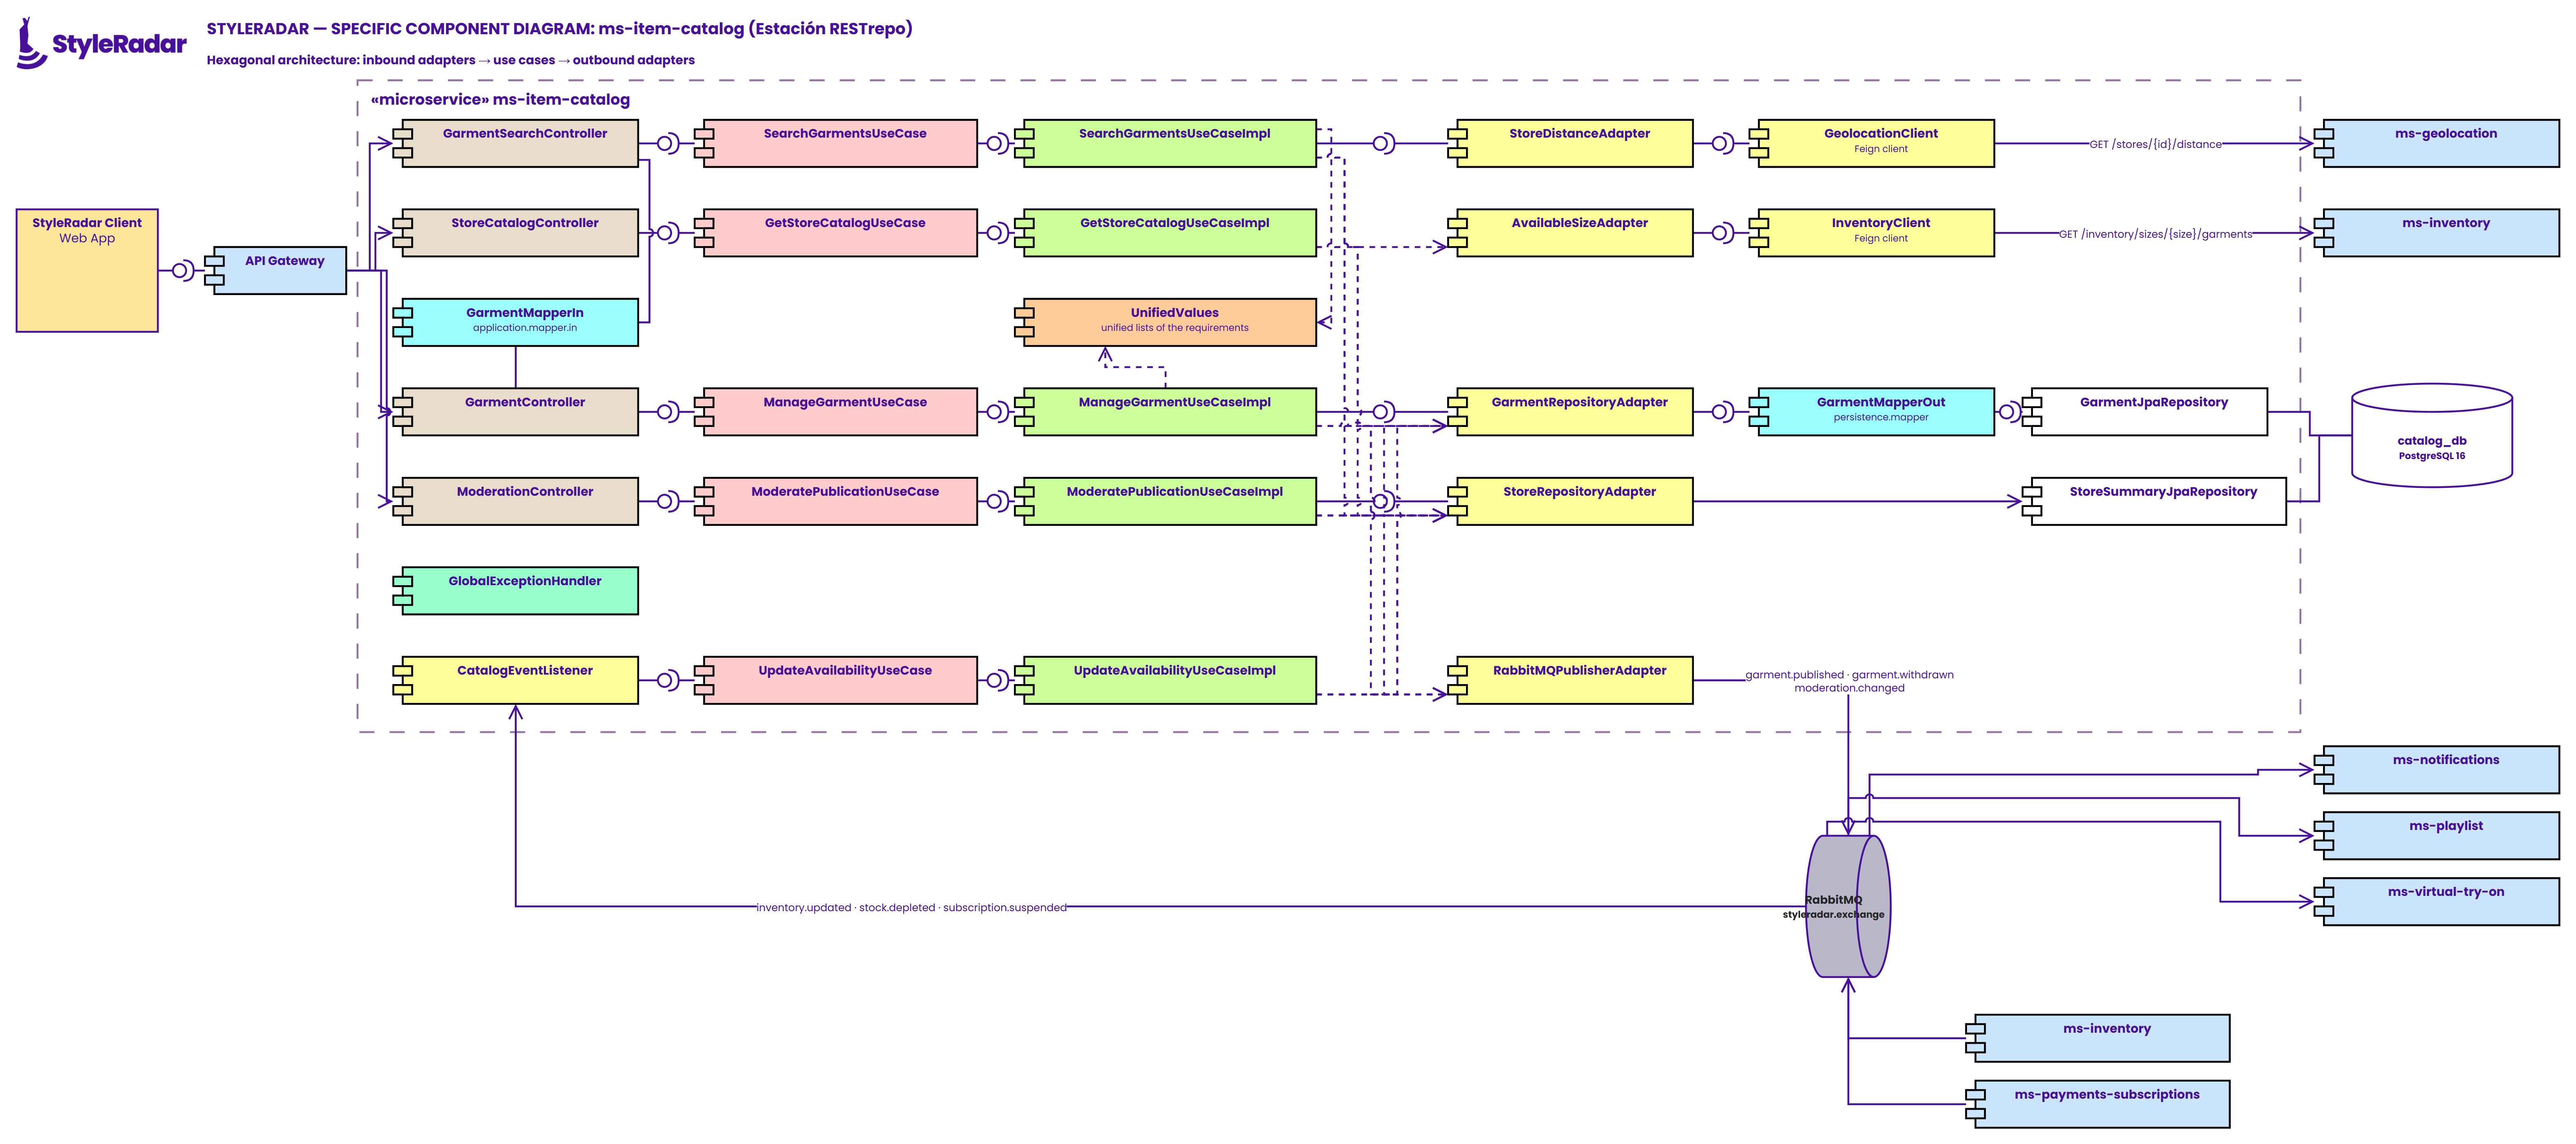 StyleRadar
STYLERADAR — SPECIFIC COMPONENT DIAGRAM: ms-item-catalog (Estación RESTrepo)
Hexagonal architecture: inbound adapters → use cases → outbound adapters
«microservice» ms-item-catalog
GarmentSearchController
SearchGarmentsUseCase
SearchGarmentsUseCaseImpl
StoreDistanceAdapter
GeolocationClient
Feign client
GET /stores/{id}/distance
ms-geolocation
StyleRadar Client
Web App
API Gateway
StoreCatalogController
GetStoreCatalogUseCase
GetStoreCatalogUseCaseImpl
AvailableSizeAdapter
InventoryClient
Feign client
GET /inventory/sizes/{size}/garments
ms-inventory
GarmentMapperIn
application.mapper.in
UnifiedValues
unified lists of the requirements
GarmentController
ManageGarmentUseCase
ManageGarmentUseCaseImpl
GarmentRepositoryAdapter
GarmentMapperOut
persistence.mapper
GarmentJpaRepository
catalog_db
PostgreSQL 16
ModerationController
ModeratePublicationUseCase
ModeratePublicationUseCaseImpl
StoreRepositoryAdapter
StoreSummaryJpaRepository
GlobalExceptionHandler
CatalogEventListener
UpdateAvailabilityUseCase
UpdateAvailabilityUseCaseImpl
RabbitMQPublisherAdapter
garment.published · garment.withdrawn
moderation.changed
ms-notifications
ms-playlist
ms-virtual-try-on
inventory.updated · stock.depleted · subscription.suspended
RabbitMQ
styleradar.exchange
ms-inventory
ms-payments-subscriptions